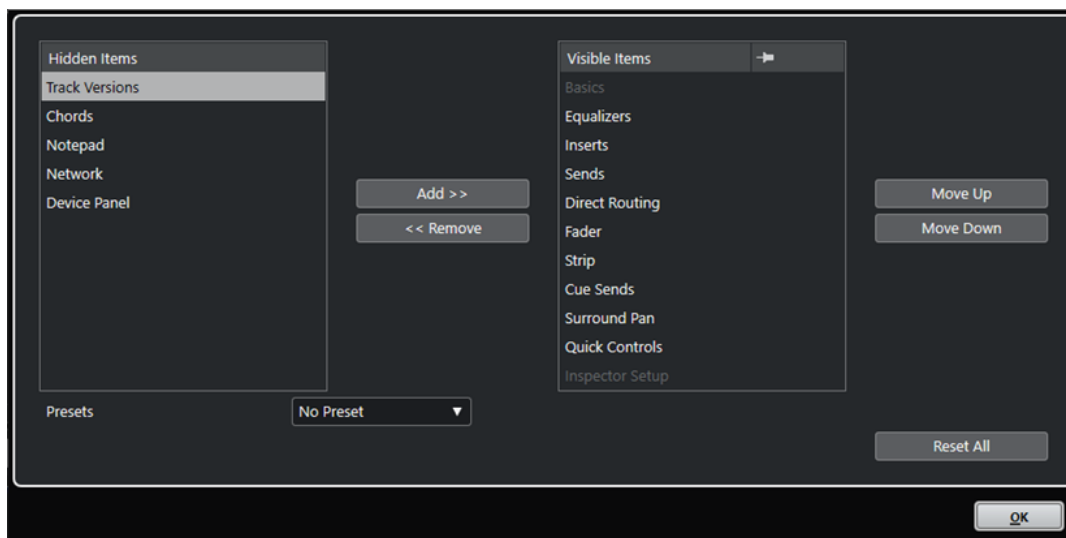 Hidden Items
Track Versions
Chords
Notepad
Network
Device Panel
Add >>
<< Remove
Visible Items
Basics
Equalizers
Inserts
Sends
Direct Routing
Fader
Strip
Cue Sends
Surround Pan
Quick Controls
Inspector Setup
Move Up
Move Down
Presets
No Preset
Reset All
OK